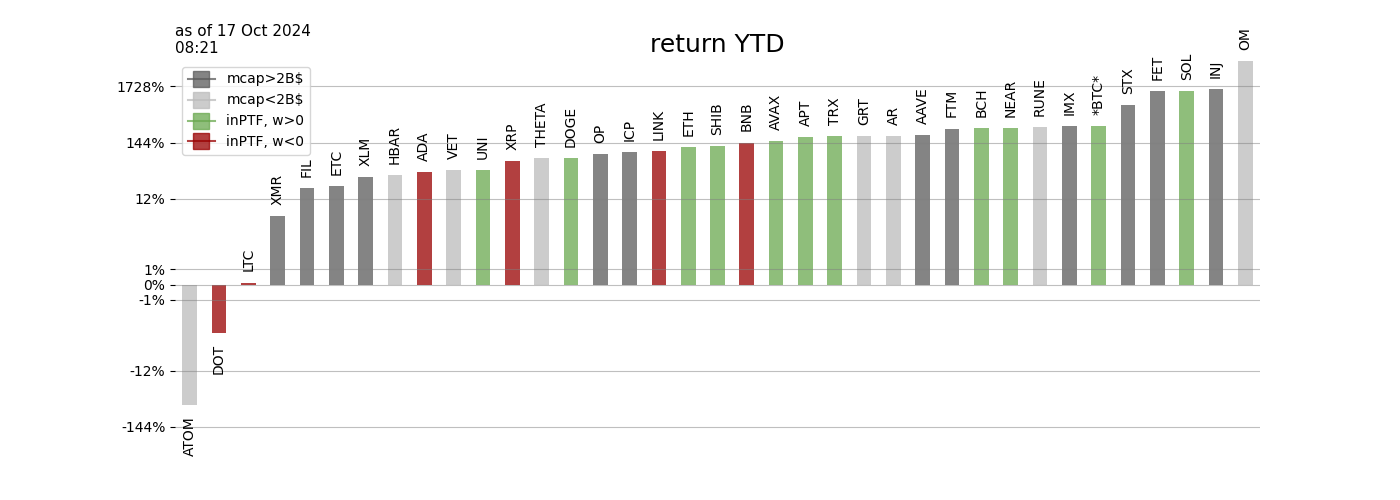 as of 17 Oct 2024
08:21
return YTD
mcap>2B$
mcap<2B$
inPTF, w>0
inPTF, w<0
1728%
144%
12%
1%
0%
-1%
-12%
-144%
ATOM
DOT
LTC
XMR
FIL
ETC
XLM
HBAR
ADA
VET
UNI
XRP
THETA
DOGE
OP
ICP
LINK
ETH
SHIB
BNB
AVAX
APT
TRX
GRT
AR
AAVE
FTM
BCH
NEAR
RUNE
IMX
*BTC*
STX
FET
SOL
INJ
OM